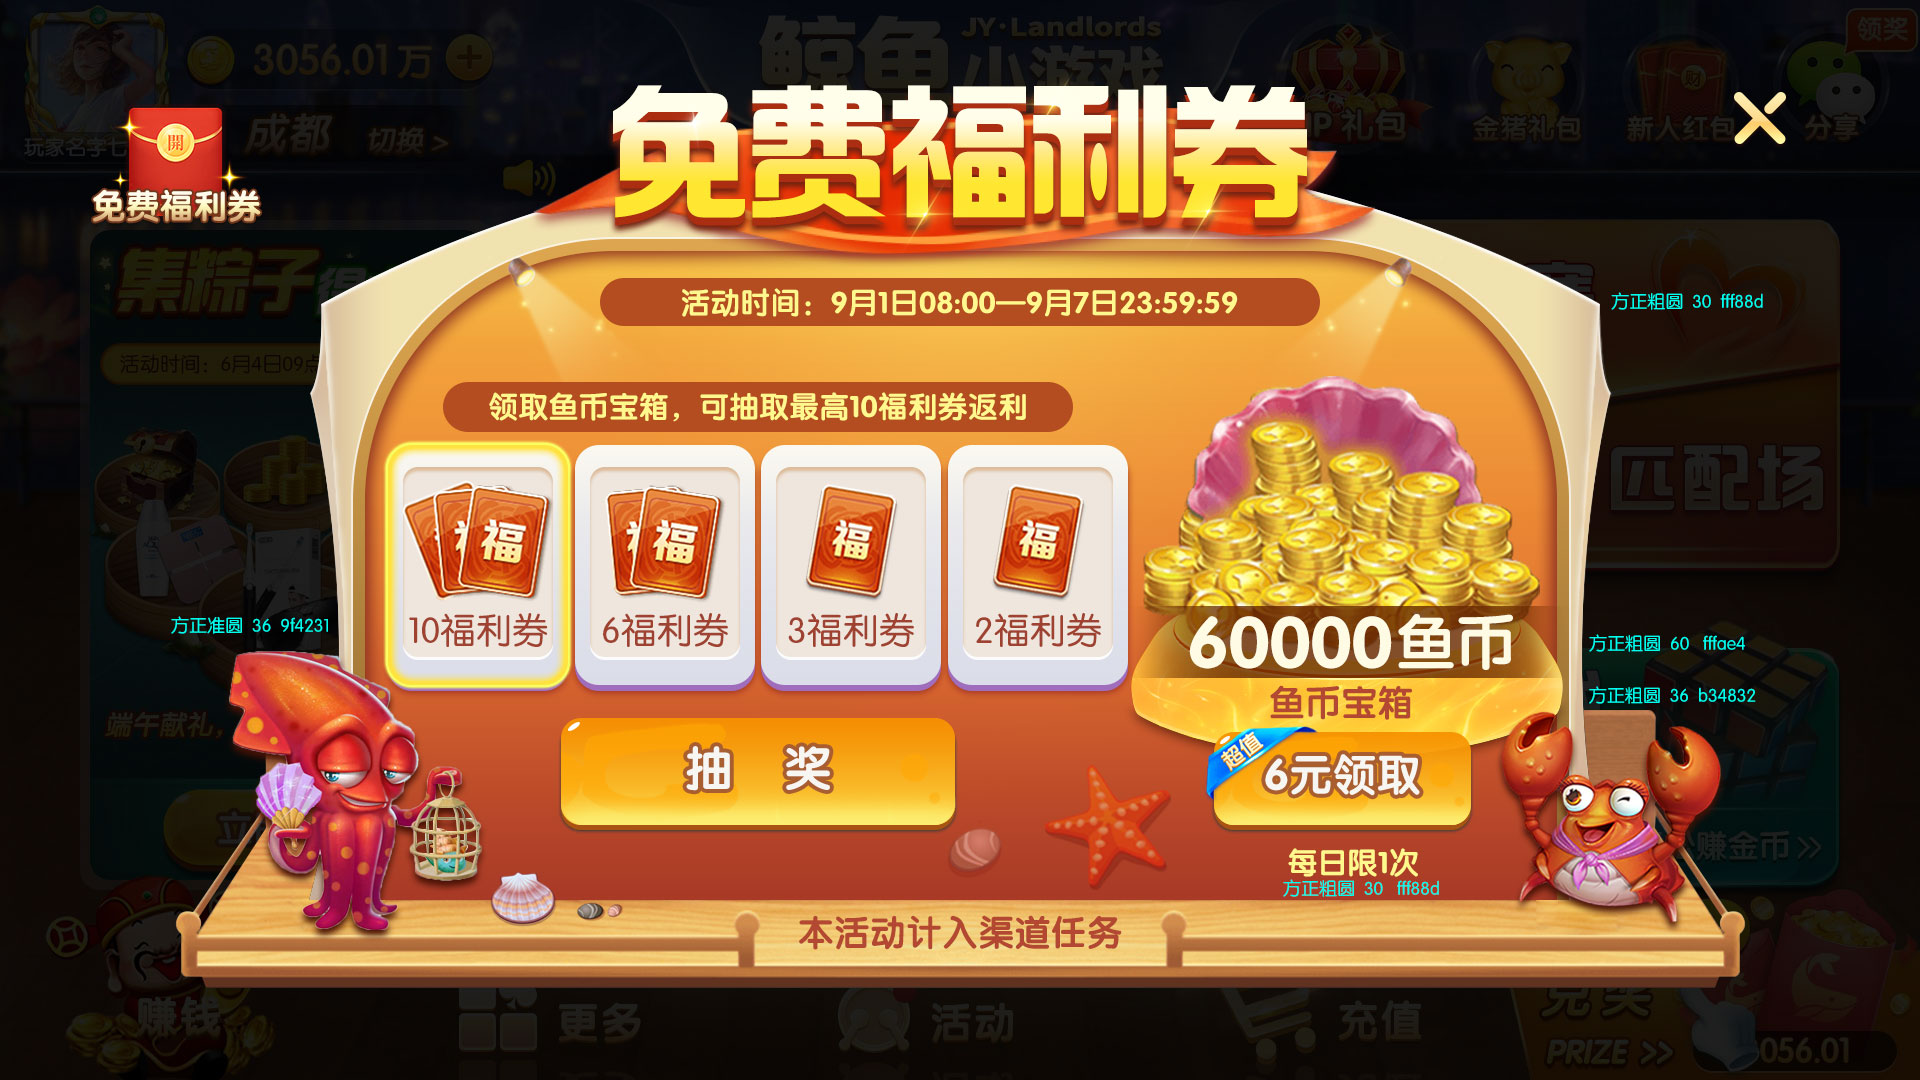 3056.01万
鲸鱼
JY·Landlords
小游戏
领奖
玩家名字七
成都
切换 >
開
免费福利券
免费福利券
财
P礼包
金猪礼包
新人红包
分享
集粽子得
活动时间：9月1日08:00—9月7日23:59:59
方正粗圆 30 fff88d
活动时间：6月4日09点
领取鱼币宝箱，可抽取最高10福利券返利
匹配场
福
福
福
福
10福利券
6福利券
3福利券
2福利券
60000鱼币
方正准圆 36 9f4231
方正粗圆 60 fffae4
鱼币宝箱
方正粗圆 36 b34832
端午献礼，
抽 奖
超值
6元领取
立
赚金币 >>
每日限1次
方正粗圆 30 fff88d
本活动计入渠道任务
赚钱
更多
活动
充值
兑奖
PRIZE >>
056.01